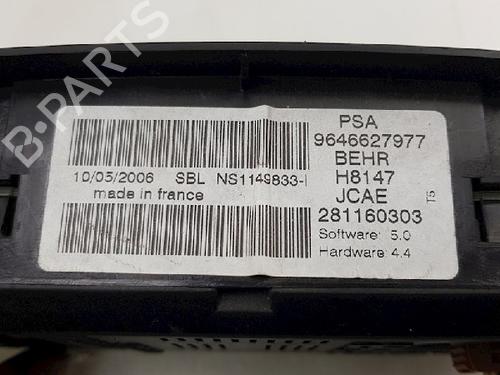 PSA
9646627977
BEHR
H8147
JCAE
281160303
Software: 5.0
Hardware: 4.4
T5
10/05/2006 SBL NS1149833-
made in france
B-PARTS